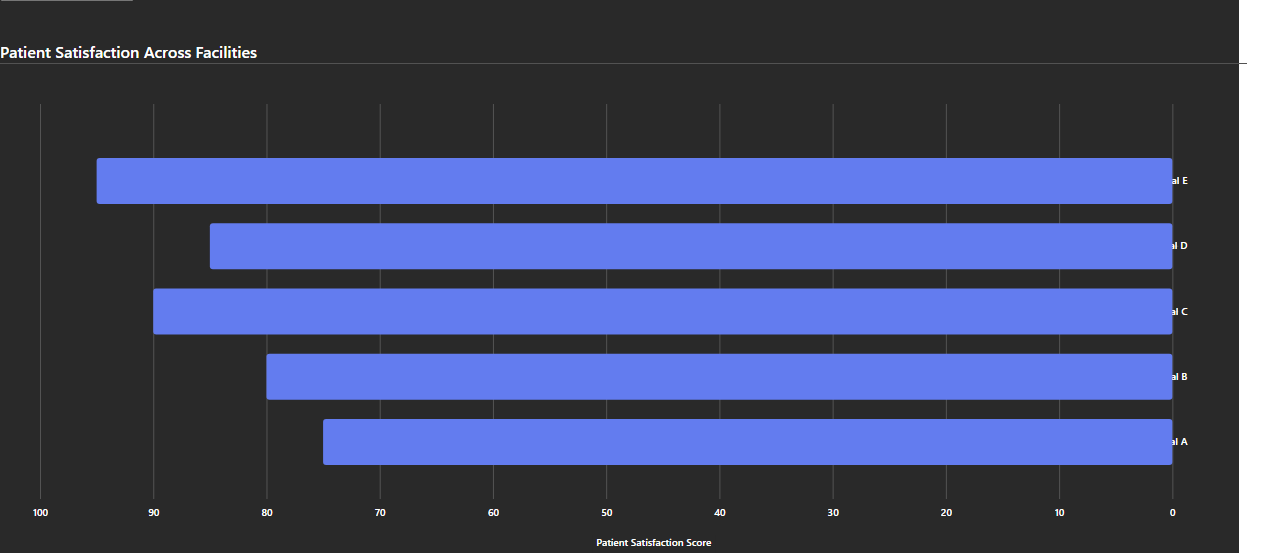 Patient Satisfaction Across Facilities
al E
al D
al C
al B
al A
100 90 80 70 60 50 40 30 20 10 0
Patient Satisfaction Score